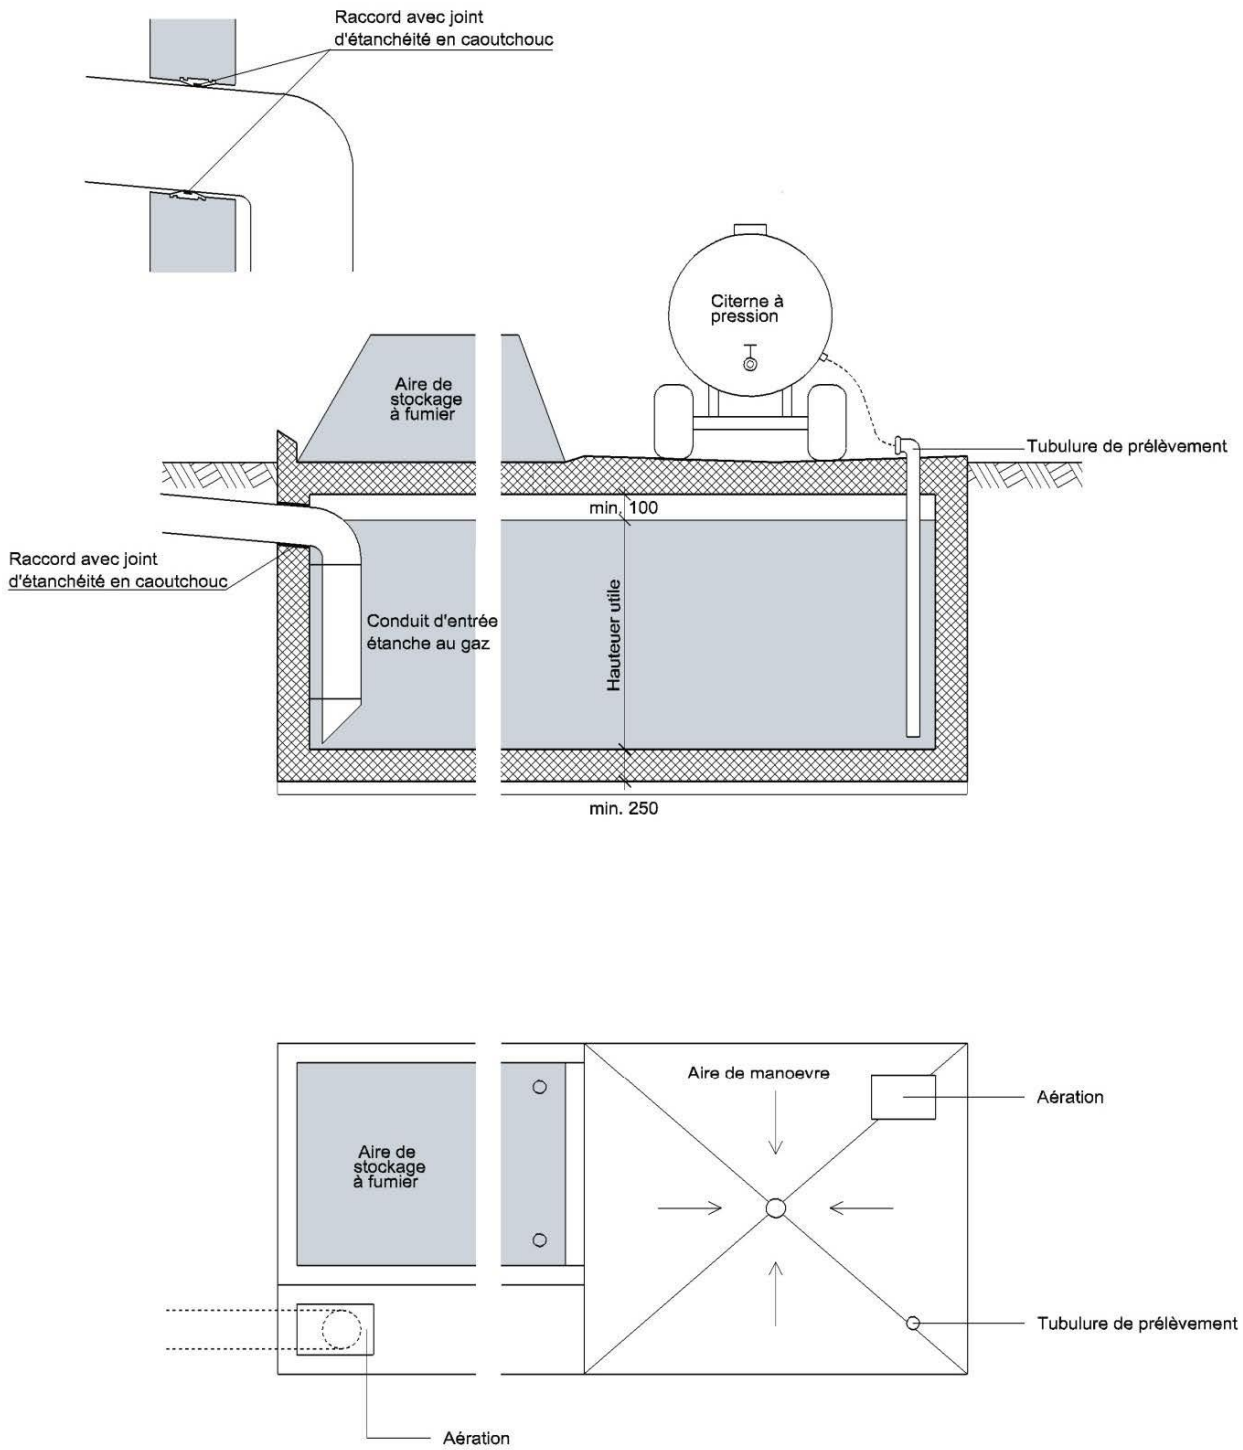 Raccord avec joint
d'étanchéité en caoutchouc
Citerne à
pression
Aire de
stockage
à fumier
Tubulure de prélèvement
min. 100
Raccord avec joint
d'étanchéité en caoutchouc
Conduit d'entrée
étanche au gaz
Hauteuer utile
min. 250
Aire de manoevre
Aération
Aire de
stockage
à fumier
Tubulure de prélèvement
Aération